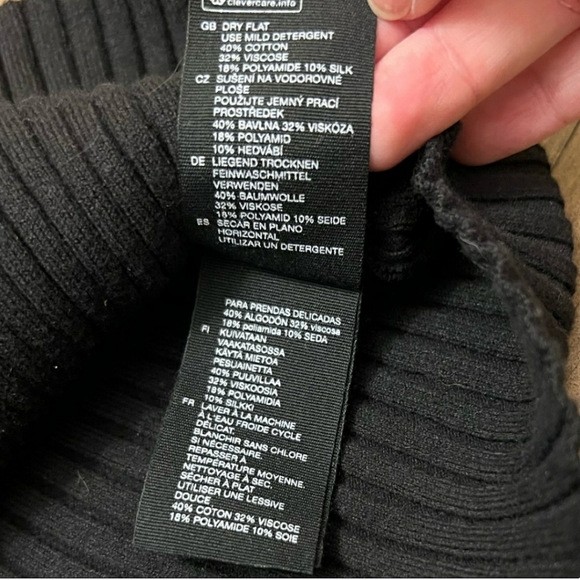 clevercare.info
GB DRY FLAT
USE MILD DETERGENT
40% COTTON
32% VISCOSE
18% POLYAMIDE 10% SILK
CZ SUŠENÍ NA VODOROVNÉ
PLOŠE
POUŽIJTE JEMNÝ PRACÍ
PROSTŘEDEK
40% BAVLNA 32% VISKÓZA
18% POLYAMID
10% HEDVÁBÍ
DE LIEGEND TROCKNEN
FEINWASCHMITTEL
VERWENDEN
40% BAUMWOLLE
32% VISKOSE
18% POLYAMID 10% SEIDE
ES SECAR EN PLANO
HORIZONTAL
UTILIZAR UN DETERGENTE
PARA PRENDAS DELICADAS
40% ALGODÓN 32% viscosa
18% poliamida 10% SEDA
FI KUIVATAAN
VAAKATASOSSA
KÄYTÄ MIETOA
PESUAINETTA
40% PUUVILLAA
32% VISKOOSIA
18% POLYAMIDIA
10% SILKKI
FR LAVER À LA MACHINE
À L'EAU FROIDE CYCLE
DÉLICAT.
BLANCHIR SANS CHLORE
SI NÉCESSAIRE.
REPASSER À
TEMPÉRATURE MOYENNE.
NETTOYAGE À SEC.
SÉCHER À PLAT
UTILISER UNE LESSIVE
DOUCE
40% COTON 32% VISCOSE
18% POLYAMIDE 10% SOIE